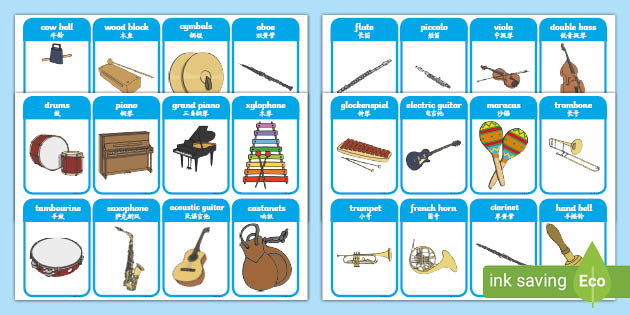 cow bell
牛铃
wood block
木鱼
cymbals
铜钹
oboe
双簧管
drums
鼓
piano
钢琴
grand piano
三角钢琴
xylophone
木琴
tambourine
手鼓
saxophone
萨克斯风
acoustic guitar
民谣吉他
castanets
响板
flute
长笛
piccolo
短笛
viola
中提琴
double bass
低音提琴
glockenspiel
钟琴
electric guitar
电吉他
maracas
沙锤
trombone
长号
trumpet
小号
french horn
圆号
clarinet
单簧管
hand bell
手摇铃
ink saving
Eco